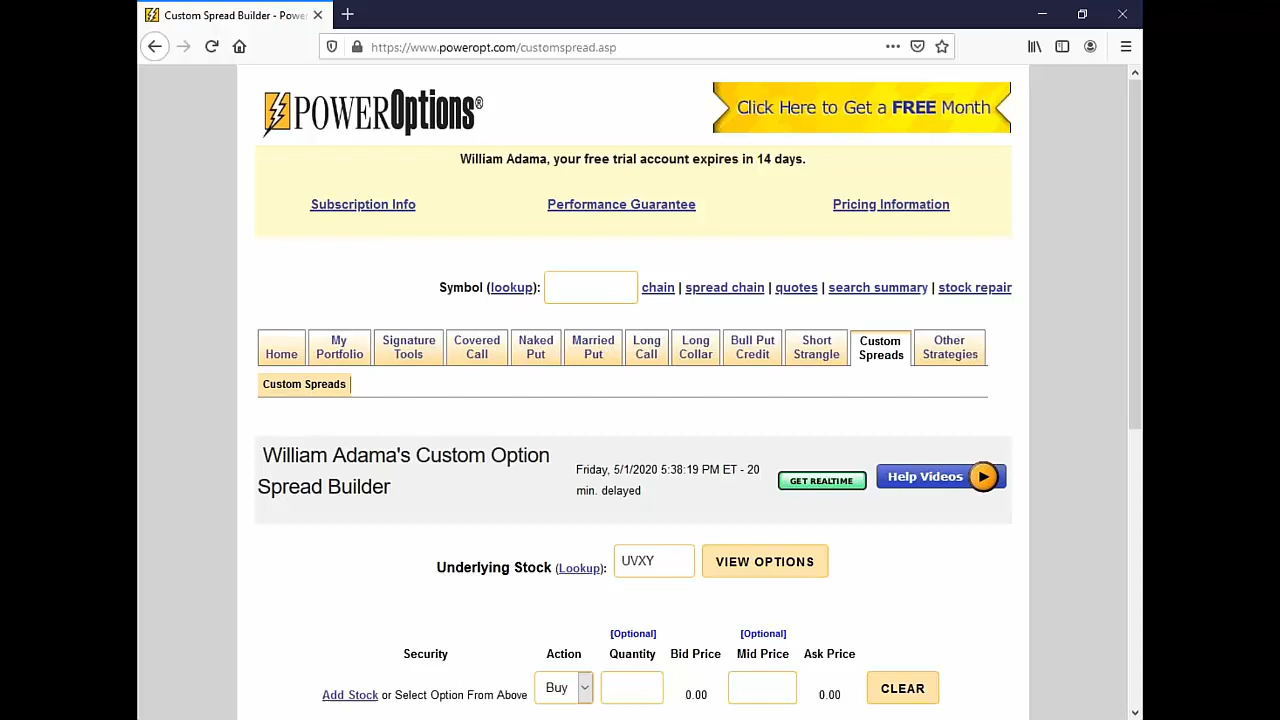 Custom Spread Builder - Powe
https://www.poweropt.com/customspread.asp
POWEROptions®
Click Here to Get a FREE Month
William Adama, your free trial account expires in 14 days.
Subscription Info Performance Guarantee Pricing Information
Symbol (lookup): chain | spread chain | quotes | search summary | stock repair
Home My Portfolio Signature Tools Covered Call Naked Put Married Put Long Call Long Collar Bull Put Credit Short Strangle Custom Spreads Other Strategies
Custom Spreads
William Adama's Custom Option
Spread Builder
Friday, 5/1/2020 5:38:19 PM ET - 20
min. delayed
GET REALTIME
Help Videos
Underlying Stock (Lookup): UVXY VIEW OPTIONS
[Optional] [Optional]
Security Action Quantity Bid Price Mid Price Ask Price
Add Stock or Select Option From Above Buy 0.00 0.00 CLEAR